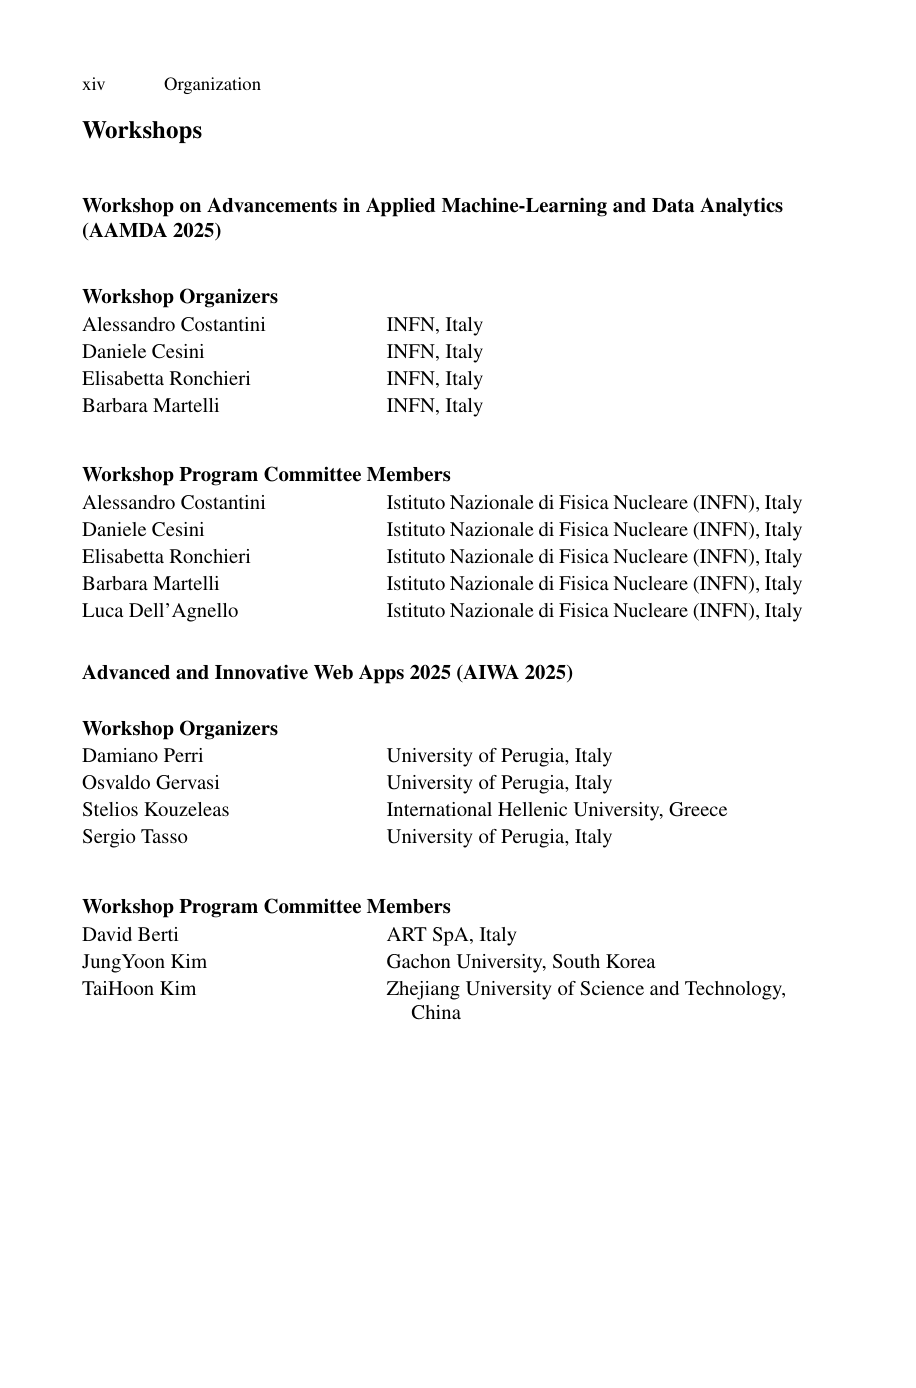 xiv Organization
Workshops
Workshop on Advancements in Applied Machine-Learning and Data Analytics
(AAMDA 2025)
Workshop Organizers
Alessandro Costantini INFN, Italy
Daniele Cesini INFN, Italy
Elisabetta Ronchieri INFN, Italy
Barbara Martelli INFN, Italy
Workshop Program Committee Members
Alessandro Costantini Istituto Nazionale di Fisica Nucleare (INFN), Italy
Daniele Cesini Istituto Nazionale di Fisica Nucleare (INFN), Italy
Elisabetta Ronchieri Istituto Nazionale di Fisica Nucleare (INFN), Italy
Barbara Martelli Istituto Nazionale di Fisica Nucleare (INFN), Italy
Luca Dell’Agnello Istituto Nazionale di Fisica Nucleare (INFN), Italy
Advanced and Innovative Web Apps 2025 (AIWA 2025)
Workshop Organizers
Damiano Perri University of Perugia, Italy
Osvaldo Gervasi University of Perugia, Italy
Stelios Kouzeleas International Hellenic University, Greece
Sergio Tasso University of Perugia, Italy
Workshop Program Committee Members
David Berti ART SpA, Italy
JungYoon Kim Gachon University, South Korea
TaiHoon Kim Zhejiang University of Science and Technology,
China